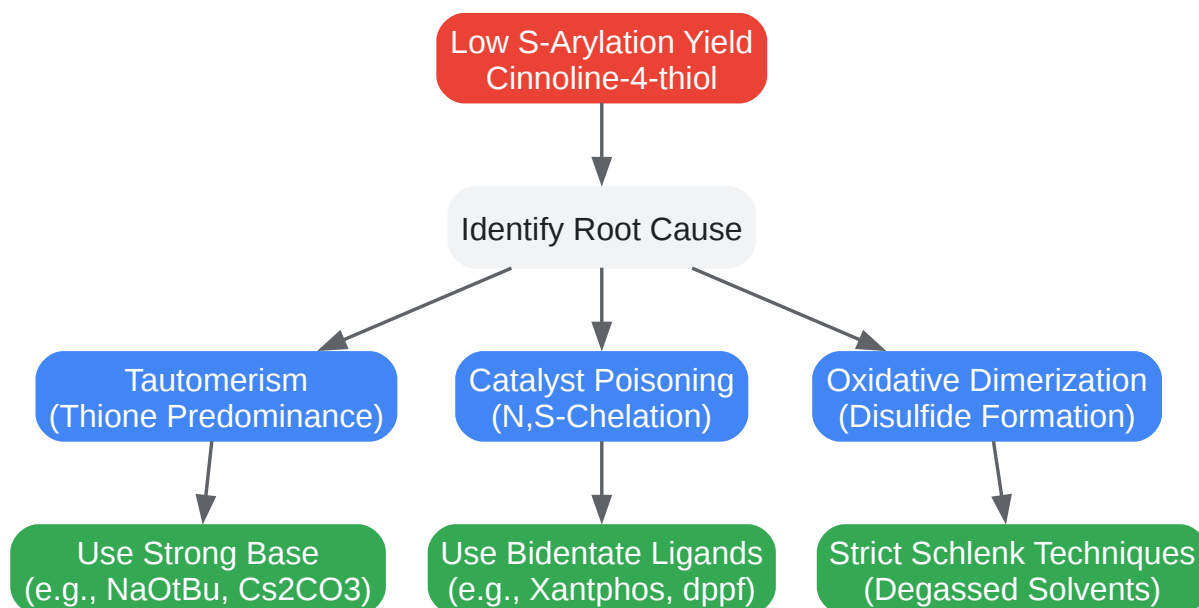 Low S-Arylation Yield
Cinnoline-4-thiol
Identify Root Cause
Tautomerism
(Thione Predominance)
Catalyst Poisoning
(N,S-Chelation)
Oxidative Dimerization
(Disulfide Formation)
Use Strong Base
(e.g., NaOtBu, Cs2CO3)
Use Bidentate Ligands
(e.g., Xantphos, dppf)
Strict Schlenk Techniques
(Degassed Solvents)